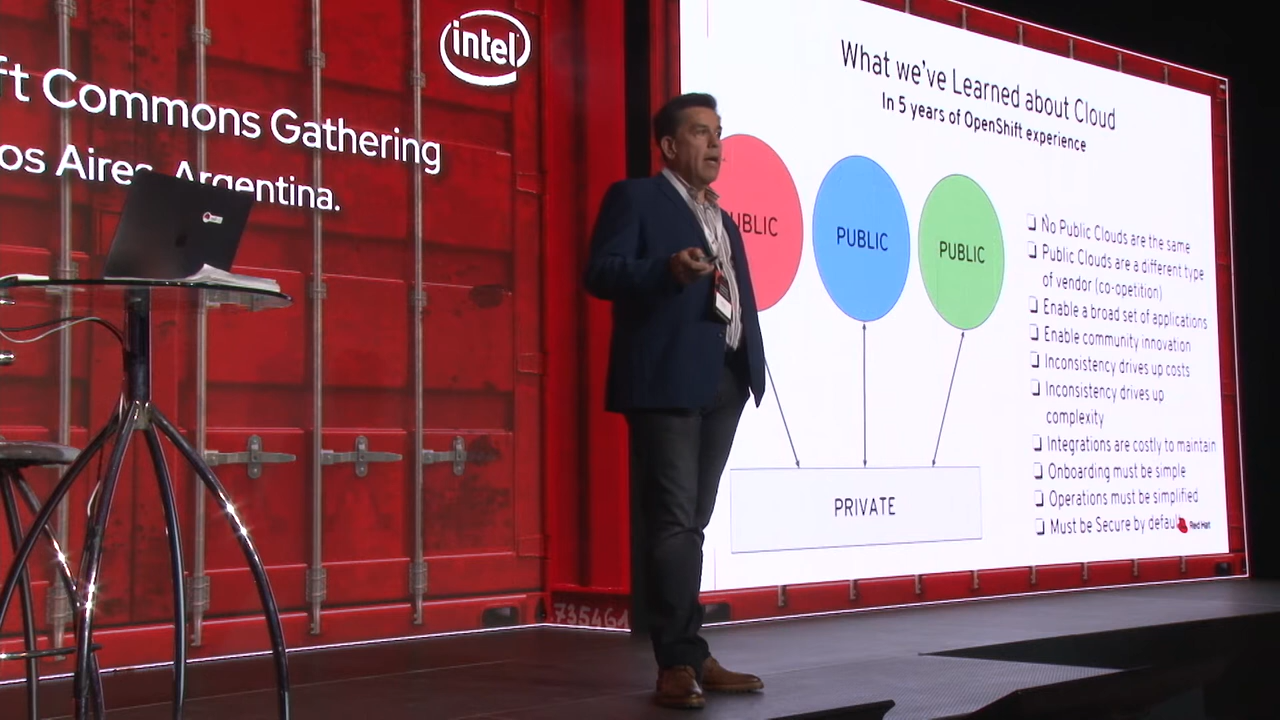 intel
ft Commons Gathering
os Aires, Argentina.
What we've Learned about Cloud
In 5 years of OpenShift experience
UBLIC
PUBLIC
PUBLIC
PRIVATE
❑ No Public Clouds are the same
❑ Public Clouds are a different type
of vendor (co-opetition)
❑ Enable a broad set of applications
❑ Enable community innovation
❑ Inconsistency drives up costs
❑ Inconsistency drives up
complexity
❑ Integrations are costly to maintain
❑ Onboarding must be simple
❑ Operations must be simplified
❑ Must be Secure by default
Red Hat
735464